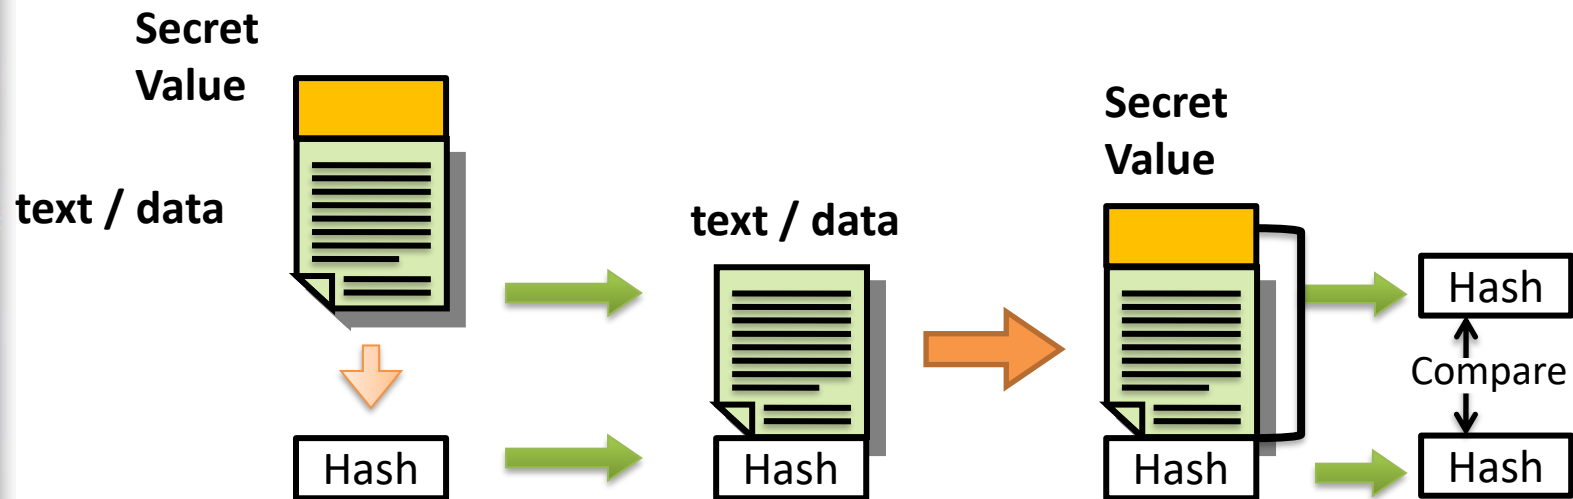 Secret
Value
text / data
Hash
text / data
Hash
Secret
Value
Hash
Hash
Compare
Hash